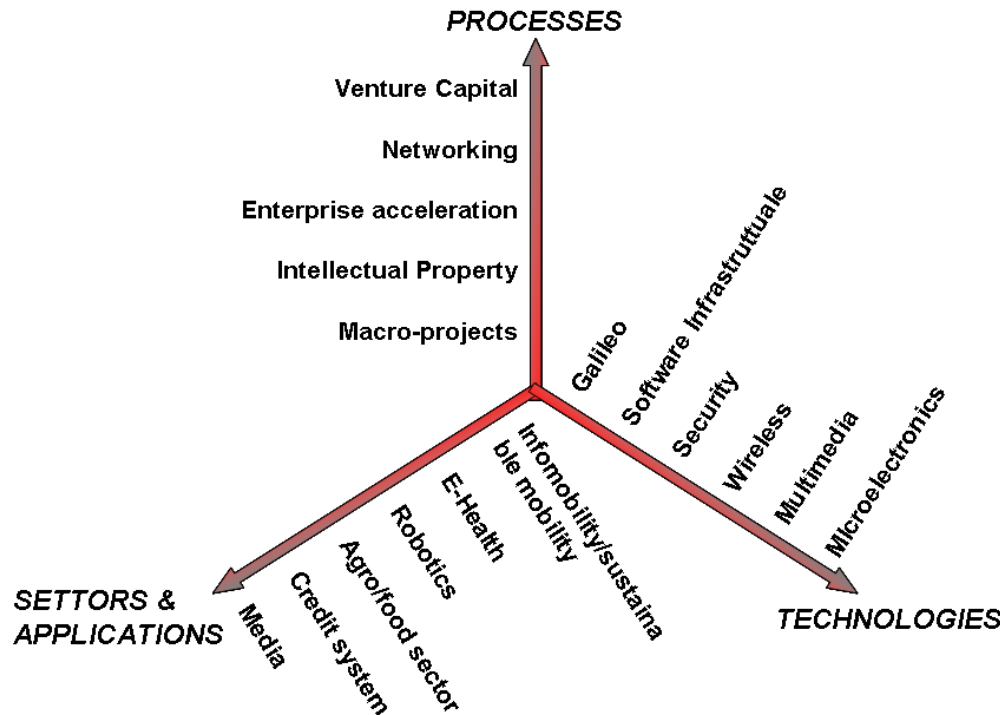 PROCESSES
Venture Capital
Networking
Enterprise acceleration
Intellectual Property
Macro-projects
Galileo
Software Infrastruttuale
Security
Wireless
Multimedia
MIcroelectronics
TECHNOLOGIES
Infomobility/sustaina
ble mobility
E-Health
Robotics
Agro/food sector
Credit system
Media
SETTORS &
APPLICATIONS